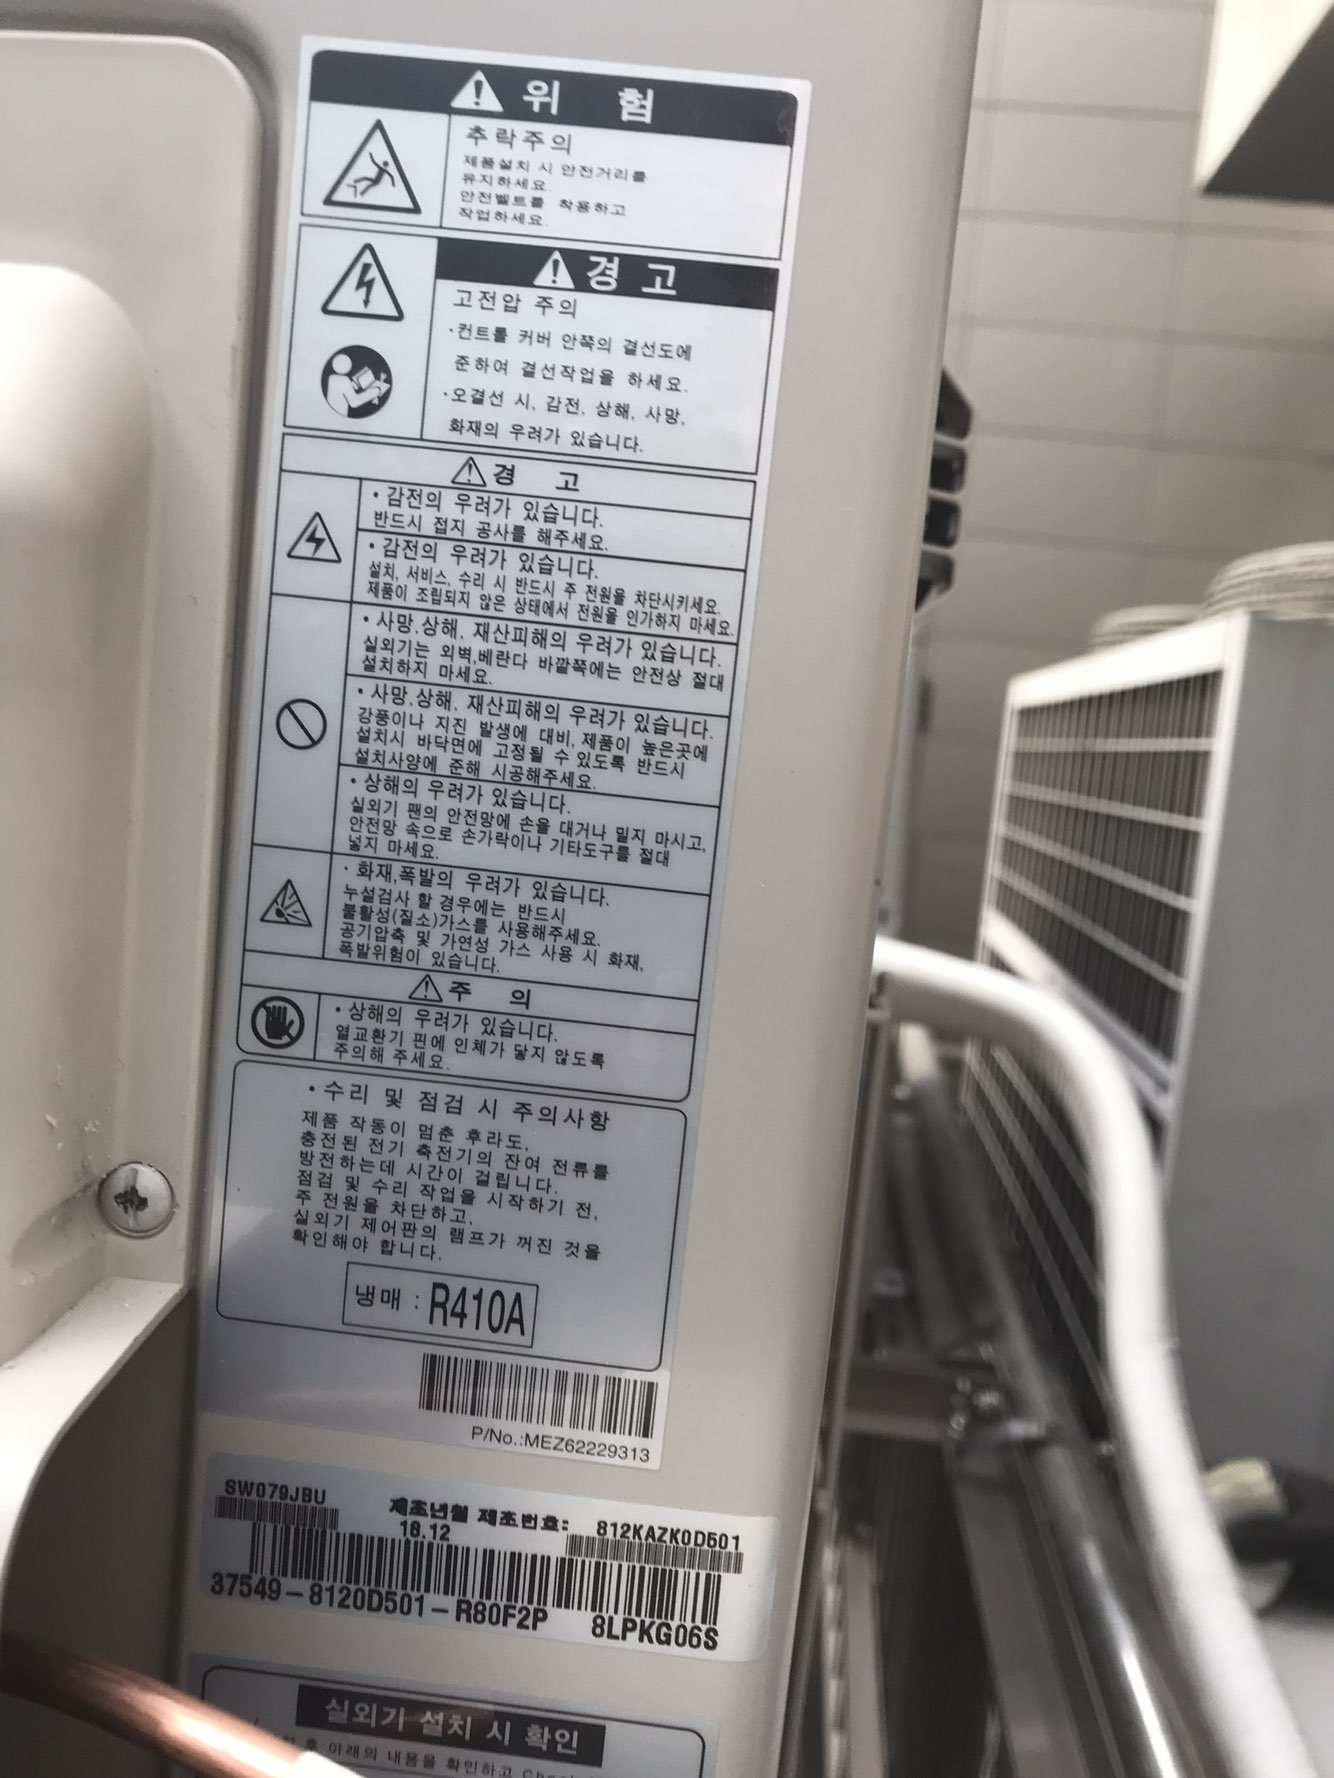 위 험
추락주의
제품설치 시 안전거리를
유지하세요.
안전벨트를 착용하고
작업하세요.
경고
고전압 주의
·컨트롤 커버 안쪽의 결선도에
준하여 결선작업을 하세요.
·오결선 시, 감전, 상해, 사망,
화재의 우려가 있습니다.
경 고
·감전의 우려가 있습니다.
반드시 접지 공사를 해주세요.
·감전의 우려가 있습니다.
설치, 서비스, 수리 시 반드시 주 전원을 차단시키세요.
제품이 조립되지 않은 상태에서 전원을 인가하지 마세요.
·사망,상해, 재산피해의 우려가 있습니다.
실외기는 외벽,베란다 바깥쪽에는 안전상 절대
설치하지 마세요.
·사망,상해, 재산피해의 우려가 있습니다.
강풍이나 지진 발생에 대비, 제품이 높은곳에
설치시 바닥면에 고정될 수 있도록 반드시
설치사양에 준해 시공해주세요.
·상해의 우려가 있습니다.
실외기 팬의 안전망에 손을 대거나 밀지 마시고,
안전망 속으로 손가락이나 기타도구를 절대
넣지 마세요.
·화재,폭발의 우려가 있습니다.
누설검사 할 경우에는 반드시
불활성(질소)가스를 사용해주세요.
공기압축 및 가연성 가스 사용 시 화재,
폭발위험이 있습니다.
주 의
·상해의 우려가 있습니다.
열교환기 핀에 인체가 닿지 않도록
주의해 주세요.
·수리 및 점검 시 주의사항
제품 작동이 멈춘 후라도,
충전된 전기 축전기의 잔여 전류를
방전하는데 시간이 걸립니다.
점검 및 수리 작업을 시작하기 전,
주 전원을 차단하고,
실외기 제어판의 램프가 꺼진 것을
확인해야 합니다.
냉매 : R410A
P/No.:MEZ62229313
SW079JBU 제조년월 제조번호: 812KAZK0D501
18.12
37549-8120D501-R80F2P 8LPKG06S
실외기 설치 시 확인
후 아래의 내용을 확인하고